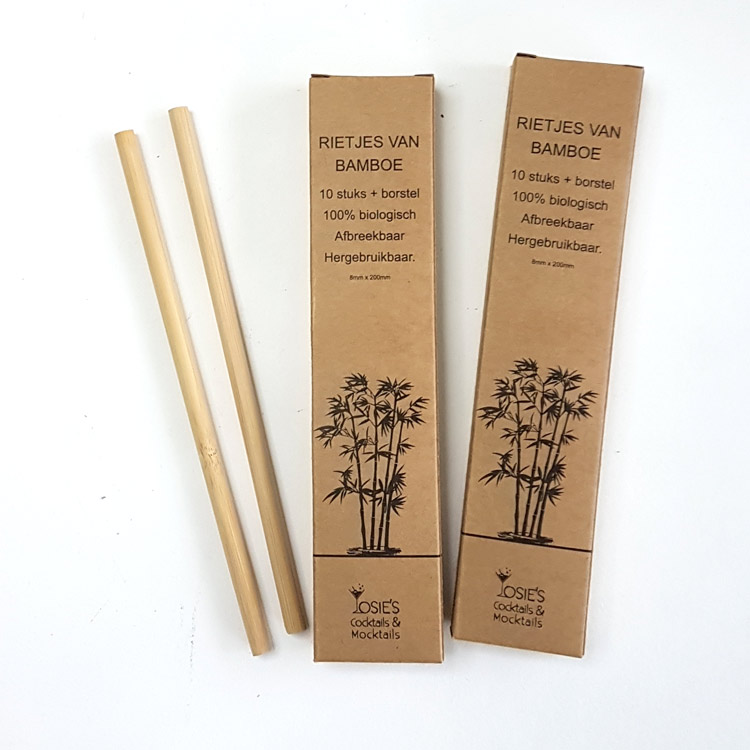 RIETJES VAN
BAMBOE
10 stuks + borstel
100% biologisch
Afbreekbaar
Hergebruikbaar.
8mm x 200mm
JOSIE'S
Cocktails &
Mocktails
RIETJES VAN
BAMBOE
10 stuks + borstel
100% biologisch
Afbreekbaar
Hergebruikbaar.
8mm x 200mm
JOSIE'S
Cocktails &
Mocktails